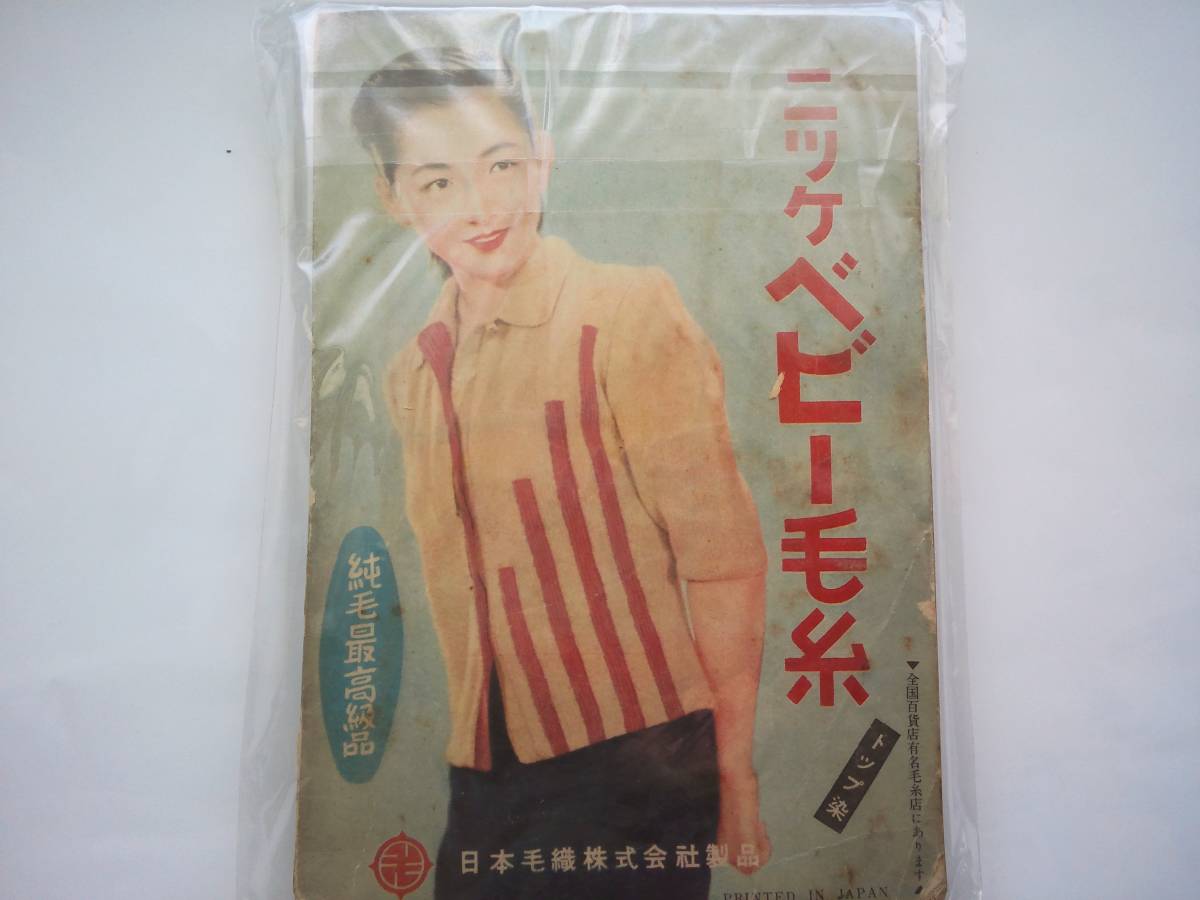 ニッケベビー毛糸
トップ染
▼全国百貨店有名毛糸店にあります
純毛最高級品
日本毛織株式会社製品
PRINTED IN JAPAN